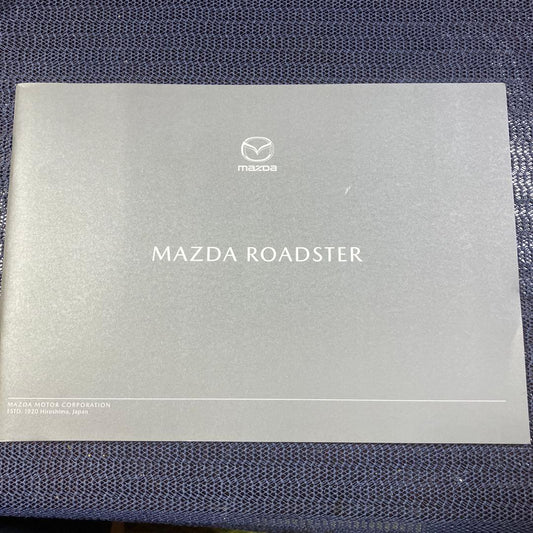 mazda
MAZDA ROADSTER
MAZDA MOTOR CORPORATION
ESTD. 1920 Hiroshima, Japan